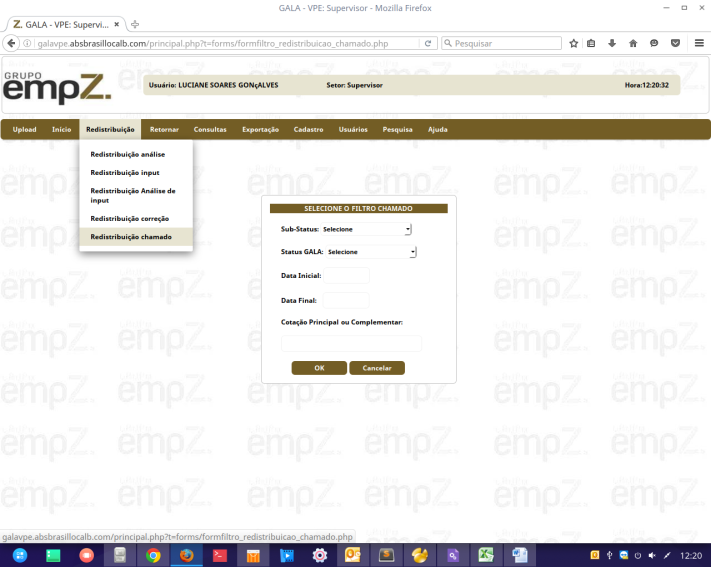 GALA - VPE: Supervisor - Mozilla Firefox
GALA - VPE: Supervi...
galavpe.absbrasillocalb.com/principal.php?t=forms/formfiltro_redistribuicao_chamado.php
Pesquisar
GRUPO
empZ.
Usuário: LUCIANE SOARES GONçALVES
Setor: Supervisor
Hora:12:20:32
Upload Início Redistribuição Retornar Consultas Exportação Cadastro Usuários Pesquisa Ajuda
Redistribuição análise
Redistribuição input
Redistribuição Análise de
input
Redistribuição correção
Redistribuição chamado
SELECIONE O FILTRO CHAMADO
Sub-Status: Selecione
Status GALA: Selecione
Data Inicial:
Data Final:
Cotação Principal ou Complementar:
OK Cancelar
galavpe.absbrasillocalb.com/principal.php?t=forms/formfiltro_redistribuicao_chamado.php
12:20